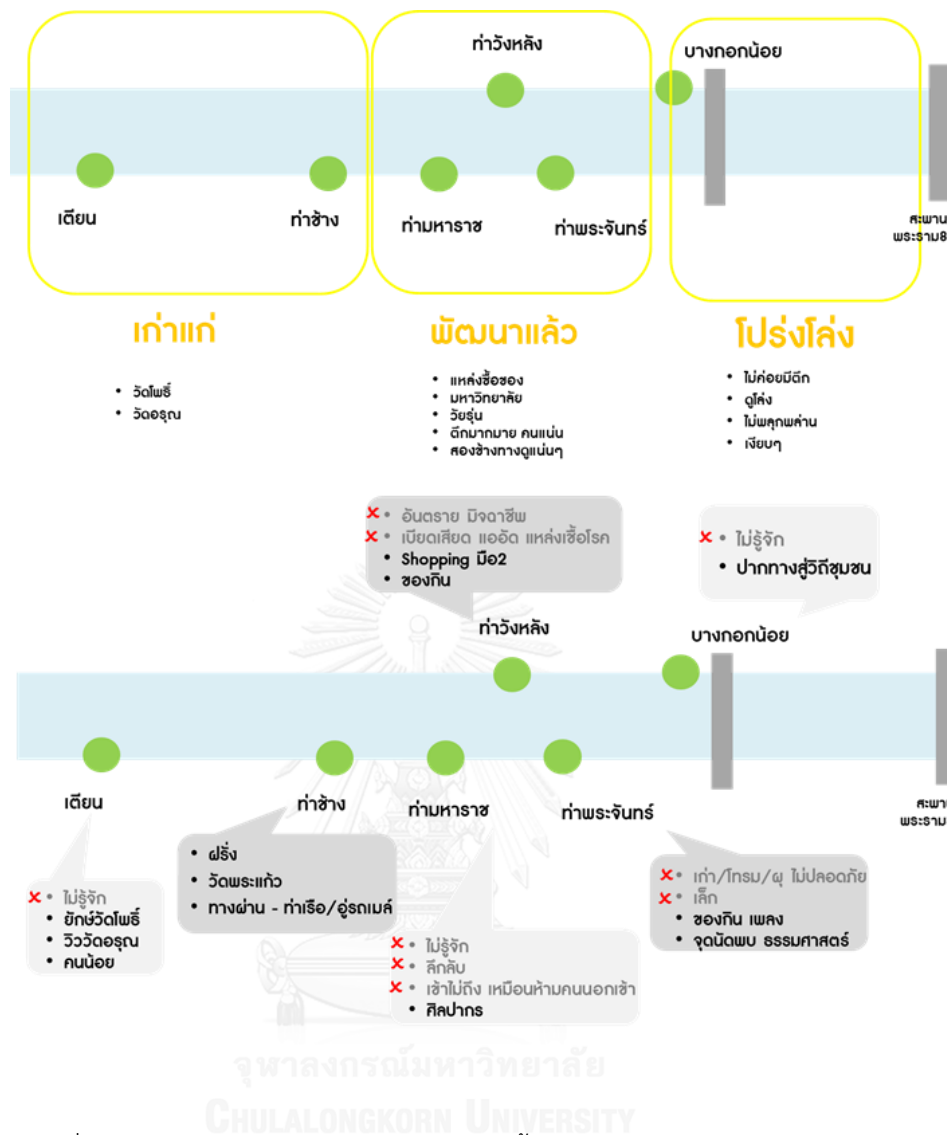 ท่าวังหลัง
บางกอกน้อย
เตียน
ท่าช้าง
ท่ามหาราช
ท่าพระจันทร์
พระราม8
เก่าแก่
พัฒนาแล้ว
โปร่งโล่ง
• วัดโพธิ์
• วัดอรุณ
• แหล่งซื้อของ
• มหาวิทยาลัย
• วัยรุ่น
• ตึกมากมาย คนแน่น
• สองข้างทางดูแน่นๆ
• ไม่ค่อยมีตึก
• ดูโล่ง
• ไม่พลุกพล่าน
• เงียบๆ
✘ • อันตราย มิจฉาชีพ
✘ • เบียดเสียด แออัด แหล่งเชื้อโรค
• Shopping มือ2
• ของกิน
✘ • ไม่รู้จัก
• ปากทางสู่วิถีชุมชน
ท่าวังหลัง
บางกอกน้อย
เตียน
ท่าช้าง
ท่ามหาราช
ท่าพระจันทร์
✘ • ไม่รู้จัก
• ยักษ์วัดโพธิ์
• วิววัดอรุณ
• คนน้อย
• ฝรั่ง
• วัดพระแก้ว
• ทางผ่าน - ท่าเรือ/อู่รถเมล์
✘ • ไม่รู้จัก
✘ • ลึกลับ
✘ • เข้าไม่ถึง เหมือนห้ามคนนอกเข้า
• ศิลปากร
✘ • เก่า/โทรม/ผุ ไม่ปลอดภัย
✘ • เล็ก
• ของกิน เพลง
• จุดนัดพบ ธรรมศาสตร์
จุฬาลงกรณ์มหาวิทยาลัย
CHULALONGKORN UNIVERSITY